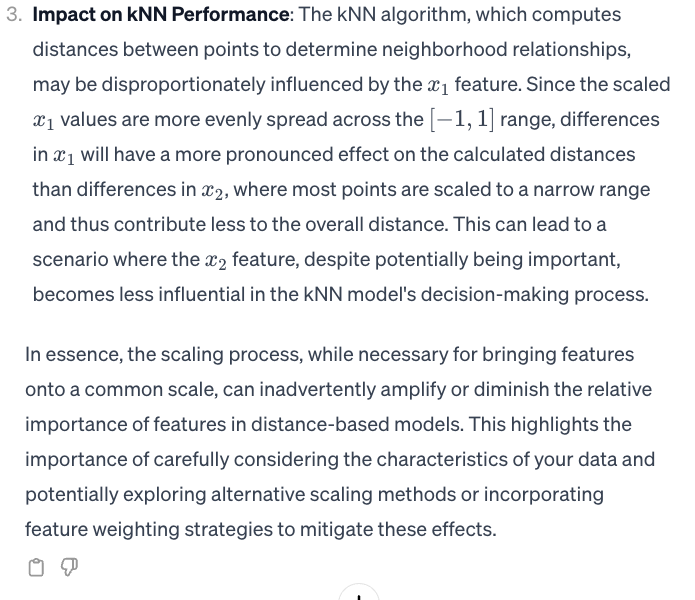 3. Impact on kNN Performance: The kNN algorithm, which computes
distances between points to determine neighborhood relationships,
may be disproportionately influenced by the x₁ feature. Since the scaled
x₁ values are more evenly spread across the [−1, 1] range, differences
in x₁ will have a more pronounced effect on the calculated distances
than differences in x₂, where most points are scaled to a narrow range
and thus contribute less to the overall distance. This can lead to a
scenario where the x₂ feature, despite potentially being important,
becomes less influential in the kNN model's decision-making process.
In essence, the scaling process, while necessary for bringing features
onto a common scale, can inadvertently amplify or diminish the relative
importance of features in distance-based models. This highlights the
importance of carefully considering the characteristics of your data and
potentially exploring alternative scaling methods or incorporating
feature weighting strategies to mitigate these effects.